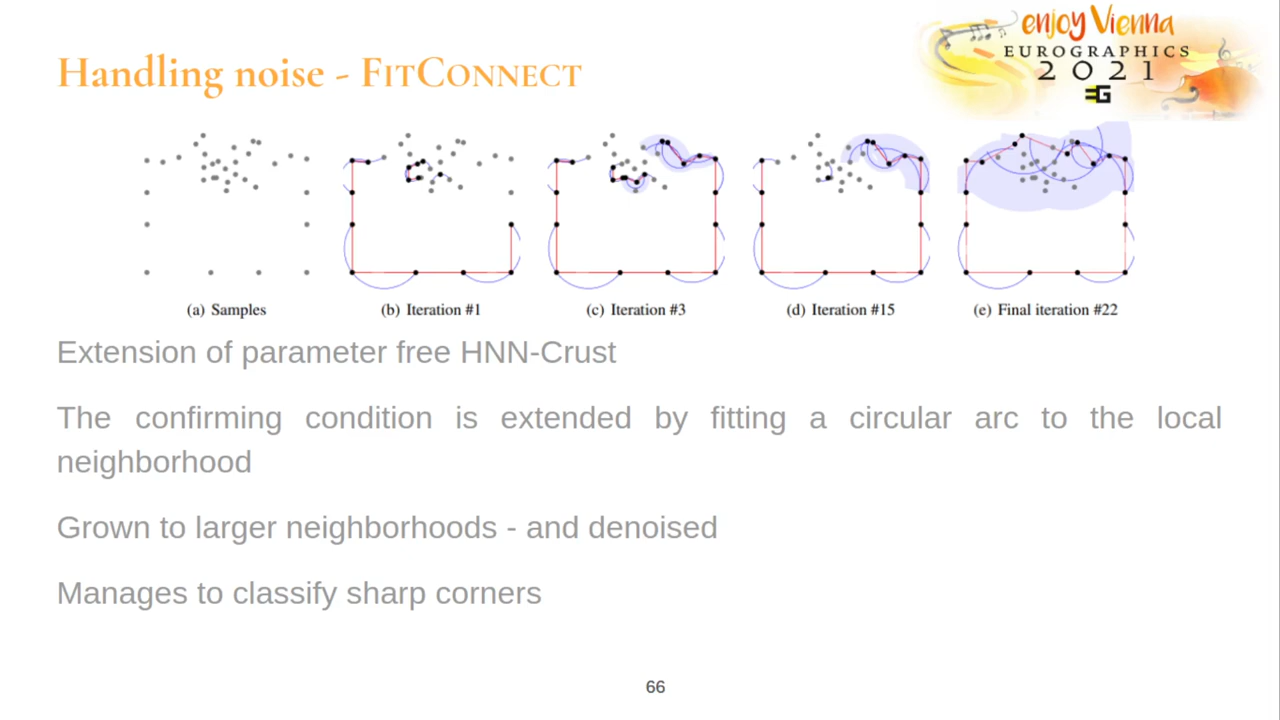 enjoy Vienna
EUROGRAPHICS
2021
EG
Handling noise - FITCONNECT
(a) Samples
(b) Iteration #1
(c) Iteration #3
(d) Iteration #15
(e) Final iteration #22
Extension of parameter free HNN-Crust
The confirming condition is extended by fitting a circular arc to the local
neighborhood
Grown to larger neighborhoods - and denoised
Manages to classify sharp corners
66